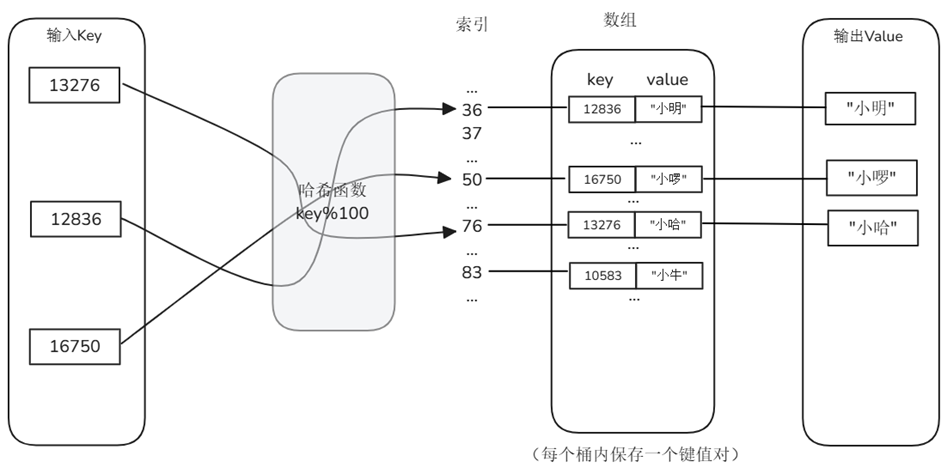 输入Key
13276
12836
16750
哈希函数
key%100
索引
...
36
37
...
50
...
76
...
83
...
数组
key value
12836 "小明"
...
16750 "小啰"
...
13276 "小哈"
...
10583 "小牛"
...
（每个桶内保存一个键值对）
输出Value
"小明"
"小啰"
"小哈"